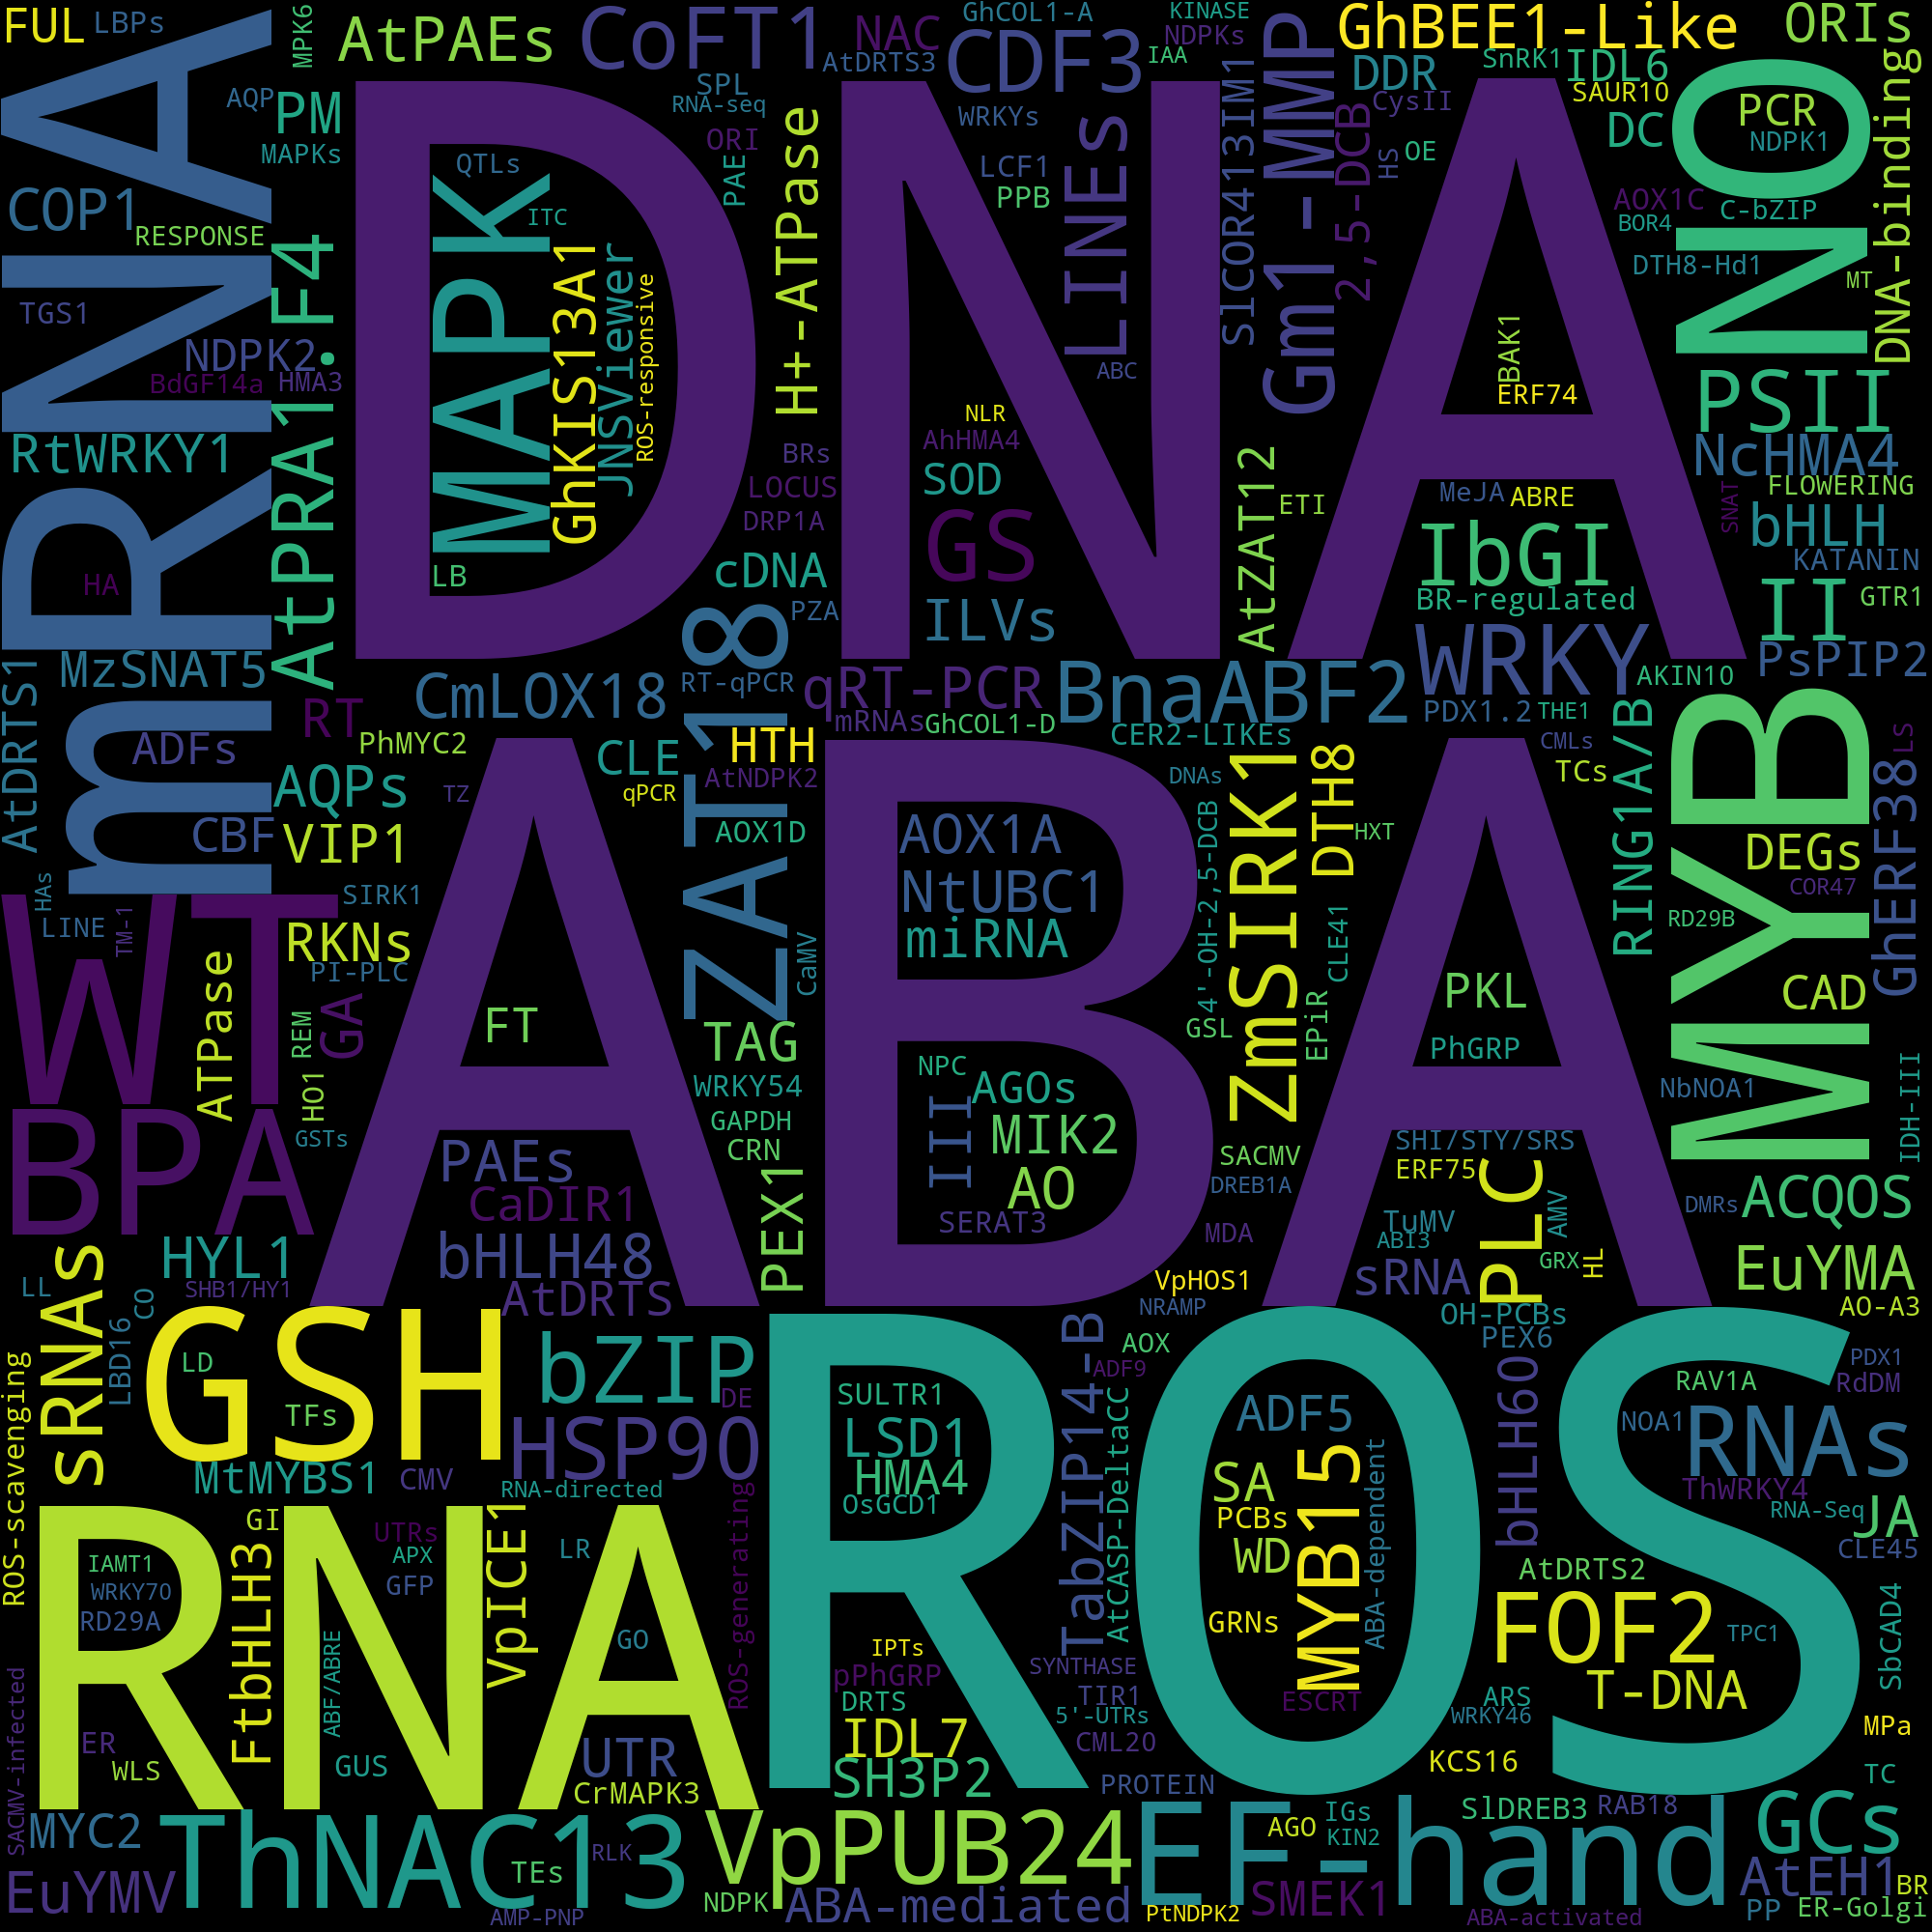 FUL
LBPs
MPK6
AtPAEs
CoFT1
NAC
AtDRTS3
GhCOL1-A
CDF3
KINASE
NDPKs
IAA
GhBEE1-Like
ORIs
SnRK1
IDL6
DDR
SAUR10
CysII
AQP
PM
MAPKs
SPL
RNA-seq
ORI
PAE
WRKYs
LCF1
PPB
LINEs
SlCOR413IM1
Gm1-MMP
2,5-DCB
HS
OE
DC
NO
PCR
NDPK1
DNA-binding
mRNA
COP1
RESPONSE
DNA
MAPK
QTLs
ITC
GhKIS13A1
JNSViewer
ROS-responsive
H+-ATPase
AOX1C
BOR4
C-bZIP
DTH8-Hd1
MT
TGS1
NDPK2
BdGF14a
HMA3
AtPRA1.F4
ABC
NLR
AhHMA4
BAK1
ERF74
PSII
RtWRKY1
BRs
LOCUS
DRP1A
SOD
GS
AtZAT12
ETI
MeJA
ABRE
NcHMA4
FLOWERING
SNAT
bHLH
KATANIN
HA
LB
cDNA
PZA
ILVs
IbGI
BR-regulated
II
GTR1
AtDRTS1
MzSNAT5
RT
CmLOX18
ZAT18
RT-qPCR
qRT-PCR
mRNAs
GhCOL1-D
BnaABF2
WRKY
AKIN10
PsPIP2
PDX1.2
THE1
ADFs
PhMYC2
CLE
HTH
CER2-LIKEs
CMLs
LS
AQPs
TZ
qPCR
AtNDPK2
DNAs
ZmSIRK1
DTH8
TCs
RING1A/B
MYB
GhERF38
CBF
VIP1
AOX1D
AOX1A
4'-OH-2,5-DCB
HXT
DEGs
HAs
SIRK1
NtUBC1
COR47
WT
LINE
TM-1
RKNs
miRNA
CLE41
RD29B
PI-PLC
CaMV
ABA
ATPase
REM
GA
FT
TAG
GSL
EPiR
PKL
CAD
PhGRP
NPC
AGOs
WRKY54
HO1
NbNOA1
IDH-III
BPA
GSTs
GAPDH
CRN
III
MIK2
AO
PAEs
SACMV
DREB1A
SHI/STY/SRS
ERF75
PLC
AMV
DMRs
ACQOS
CaDIR1
PEX1
SERAT3
MDA
TuMV
ABI3
sRNAs
HYL1
bHLH48
VpHOS1
sRNA
GRX
HL
EuYMA
LL
SHB1/HY1
CO
AtDRTS
NRAMP
OH-PCBs
AO-A3
LBD16
GSH
bZIP
ROS
TabZIP14-B
AOX
PEX6
PDX1
ROS-scavenging
LD
DE
SULTR1
ADF9
ADF5
RAV1A
RdDM
TFs
HSP90
LSD1
AtCASP-DeltaCC
bHLH60
NOA1
RNAs
MtMYBS1
CMV
RNA-directed
HMA4
OsGCD1
SA
MYB15
ABA-dependent
ThWRKY4
RNA-Seq
JA
RNA
GI
UTRs
VpICE1
PCBs
CLE45
IAMT1
APX
LR
ROS-generating
WD
AtDRTS2
WRKY70
GFP
RD29A
FtbHLH3
GO
IPTs
GRNs
FOF2
TPC1
SbCAD4
ABF/ABRE
pPhGRP
SYNTHASE
T-DNA
DRTS
TIR1
ESCRT
ARS
SACMV-infected
ER
WLS
GUS
UTR
IDL7
5'-UTRs
CML20
WRKY46
MPa
CrMAPK3
SH3P2
PROTEIN
KCS16
TC
MYC2
ThNAC13
VpPUB24
EF-hand
AGO
IGs
KIN2
SlDREB3
RAB18
GCs
TEs
RLK
EuYMV
NDPK
ABA-mediated
SMEK1
AtEH1
BR
AMP-PNP
PtNDPK2
ABA-activated
PP
ER-Golgi